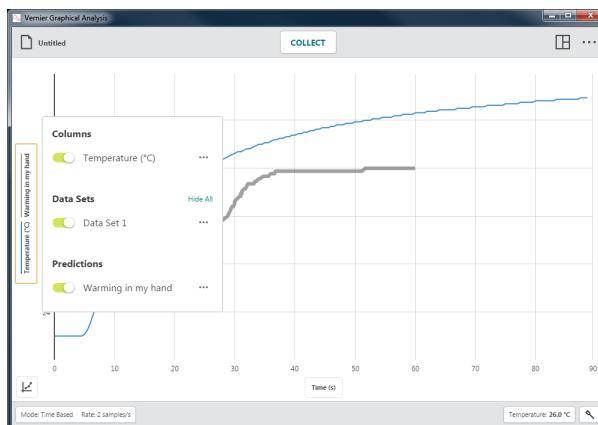 Vernier Graphical Analysis
Untitled
COLLECT
Columns
Temperature (°C)
Data Sets
Hide All
Data Set 1
Predictions
Warming in my hand
Temperature (°C) Warming in my hand
24
0 10 20 30 40 50 60 70 80 90
Time (s)
Mode: Time Based Rate: 2 samples/s
Temperature: 26.0 °C